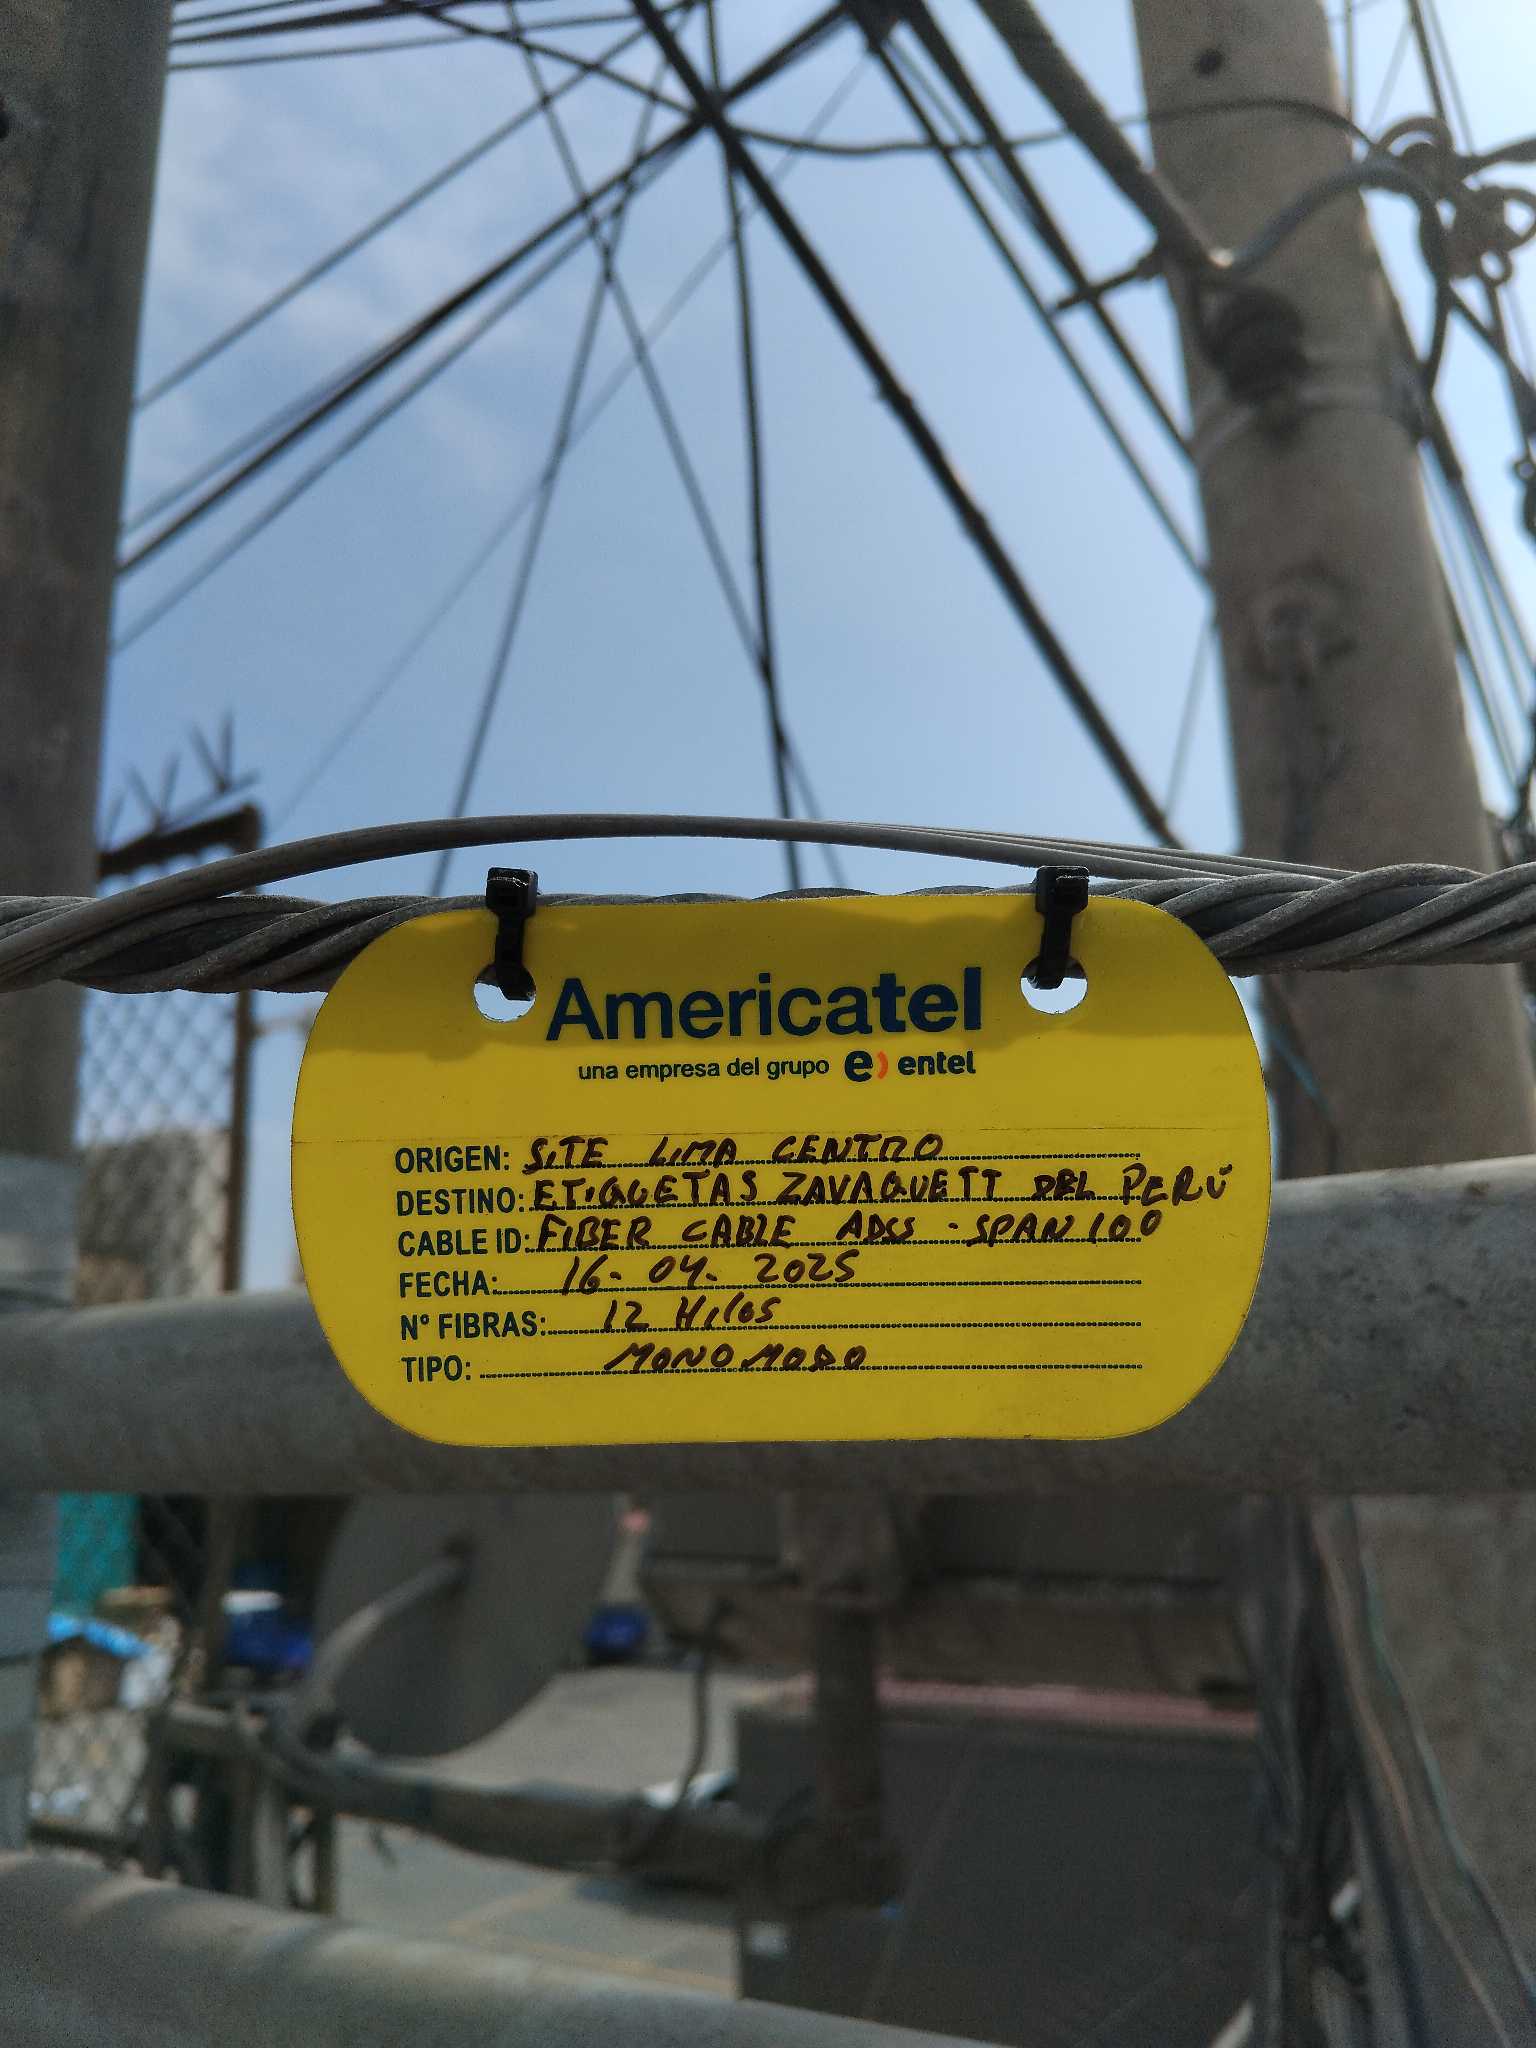 Americatel
una empresa del grupo e) entel
ORIGEN: SITE LIMA CENTRO
DESTINO: ETIQUETAS ZAVAQUETT DEL PERÚ
CABLE ID: FIBER CABLE ADSS - SPAN 100
FECHA: 16-04-2025
N° FIBRAS: 12 Hilos
TIPO: MONOMODO